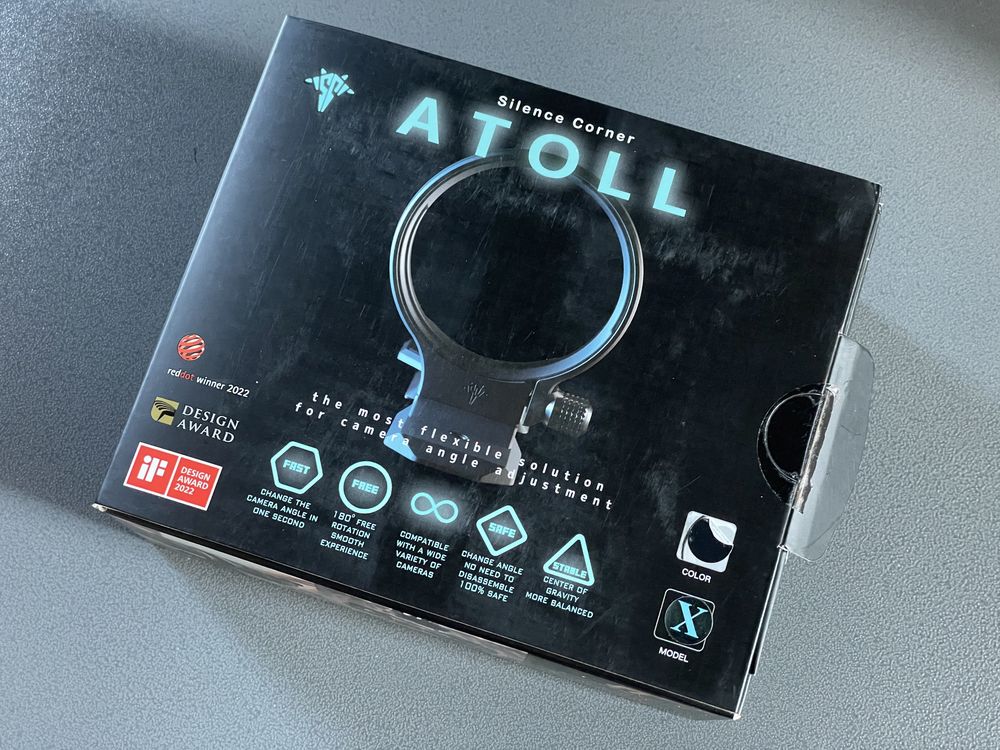 Silence Corner
ATOLL
reddot winner 2022
DESIGN
AWARD
iF
DESIGN
AWARD
2022
the most flexible solution
for camera angle adjustment
FAST
CHANGE THE
CAMERA ANGLE IN
ONE SECOND
FREE
180° FREE
ROTATION
SMOOTH
EXPERIENCE
COMPATIBLE
WITH A WIDE
VARIETY OF
CAMERAS
SAFE
CHANGE ANGLE
NO NEED TO
DISASSEMBLE
100% SAFE
STABLE
CENTER OF
GRAVITY
MORE BALANCED
COLOR
X
MODEL